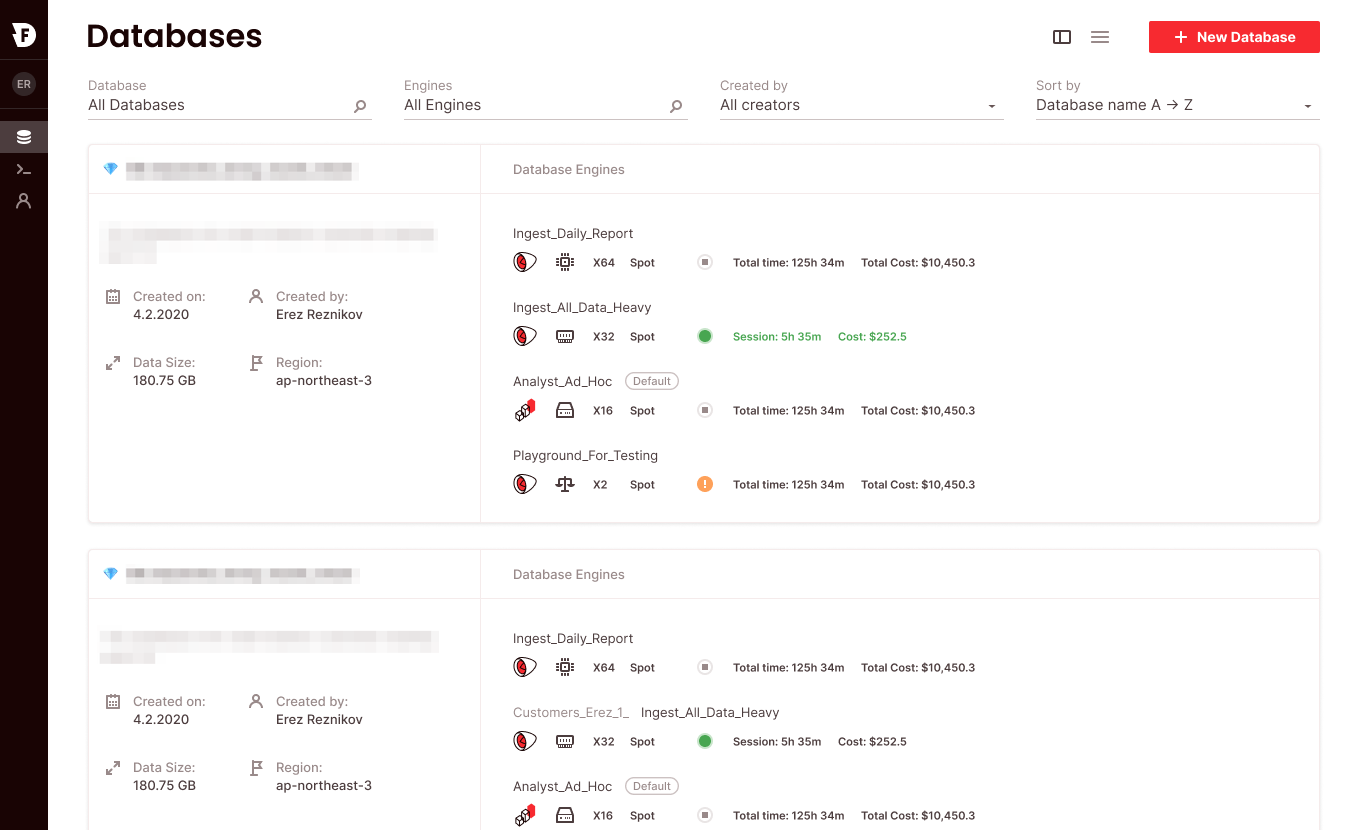 F
Databases
+ New Database
ER
Database
All Databases
Engines
All Engines
Created by
All creators
Sort by
Database name A → Z
Database Engines
Created on:
4.2.2020
Created by:
Erez Reznikov
Data Size:
180.75 GB
Region:
ap-northeast-3
Ingest_Daily_Report
X64 Spot Total time: 125h 34m Total Cost: $10,450.3
Ingest_All_Data_Heavy
X32 Spot Session: 5h 35m Cost: $252.5
Analyst_Ad_Hoc Default
X16 Spot Total time: 125h 34m Total Cost: $10,450.3
Playground_For_Testing
X2 Spot Total time: 125h 34m Total Cost: $10,450.3
Database Engines
Created on:
4.2.2020
Created by:
Erez Reznikov
Data Size:
180.75 GB
Region:
ap-northeast-3
Ingest_Daily_Report
X64 Spot Total time: 125h 34m Total Cost: $10,450.3
Customers_Erez_1_ Ingest_All_Data_Heavy
X32 Spot Session: 5h 35m Cost: $252.5
Analyst_Ad_Hoc Default
X16 Spot Total time: 125h 34m Total Cost: $10,450.3